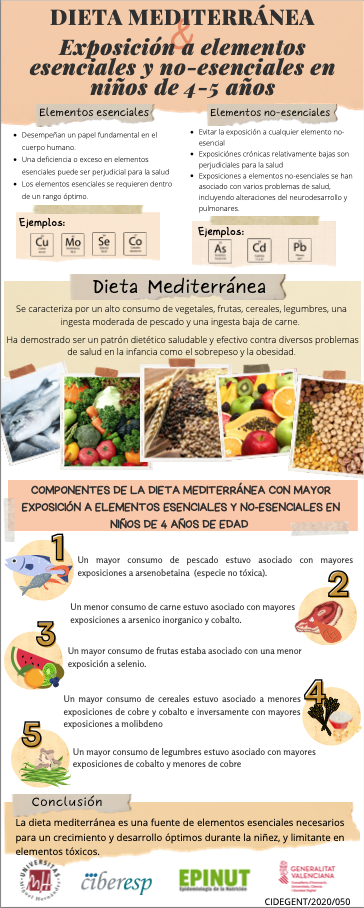 DIETA MEDITERRÁNEA
&
Exposición a elementos
esenciales y no-esenciales en
niños de 4-5 años
Elementos esenciales
Desempeñan un papel fundamental en el
cuerpo humano.
Una deficiencia o exceso en elementos
esenciales puede ser perjudicial para la salud
Los elementos esenciales se requieren dentro
de un rango óptimo.
Ejemplos:
Cu Mo Se Co
Elementos no-esenciales
Evitar la exposición a cualquier elemento no-
esencial
Exposiciónes crónicas relativamente bajas son
perjudiciales para la salud
Exposiciones a elementos no-esenciales se han
asociado con varios problemas de salud,
incluyendo alteraciones del neurodesarrollo y
pulmonares.
Ejemplos:
As Cd Pb
Dieta Mediterránea
Se caracteriza por un alto consumo de vegetales, frutas, cereales, legumbres, una
ingesta moderada de pescado y una ingesta baja de carne.
Ha demostrado ser un patrón dietético saludable y efectivo contra diversos problemas
de salud en la infancia como el sobrepeso y la obesidad.
COMPONENTES DE LA DIETA MEDITERRÁNEA CON MAYOR
EXPOSICIÓN A ELEMENTOS ESENCIALES Y NO-ESENCIALES EN
NIÑOS DE 4 AÑOS DE EDAD
1
Un mayor consumo de pescado estuvo asociado con mayores
exposiciones a arsenobetaina (especie no tóxica).
2
Un menor consumo de carne estuvo asociado con mayores
exposiciones a arsenico inorganico y cobalto.
3
Un mayor consumo de frutas estaba asociado con una menor
exposición a selenio.
4
Un mayor consumo de cereales estuvo asociado a menores
exposiciones de cobre y cobalto e inversamente con mayores
exposiciones a molibdeno
5
Un mayor consumo de legumbres estuvo asociado con mayores
exposiciones de cobalto y menores de cobre
Conclusión
La dieta mediterránea es una fuente de elementos esenciales necesarios
para un crecimiento y desarrollo óptimos durante la niñez, y limitante en
elementos tóxicos.
UNIVERSITAS
Miguel Hernández
ciberesp
EPINUT
Epidemiología de la Nutrición
GENERALITAT
VALENCIANA
CIDEGENT/2020/050